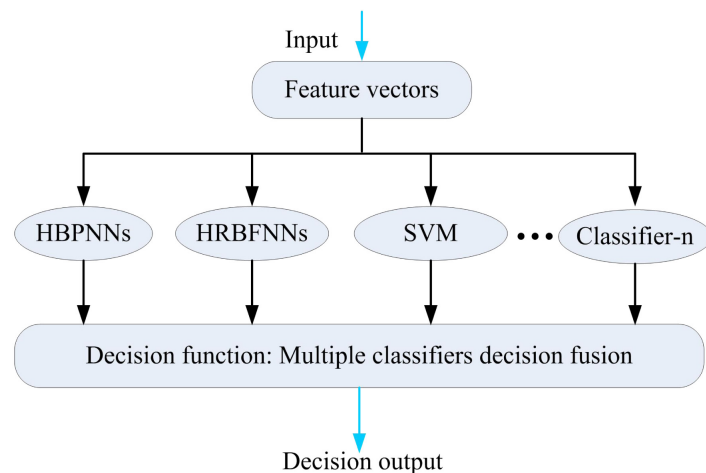 Input
Feature vectors
HBPNNs
HRBFNNs
SVM
•••
Classifier-n
Decision function: Multiple classifiers decision fusion
Decision output